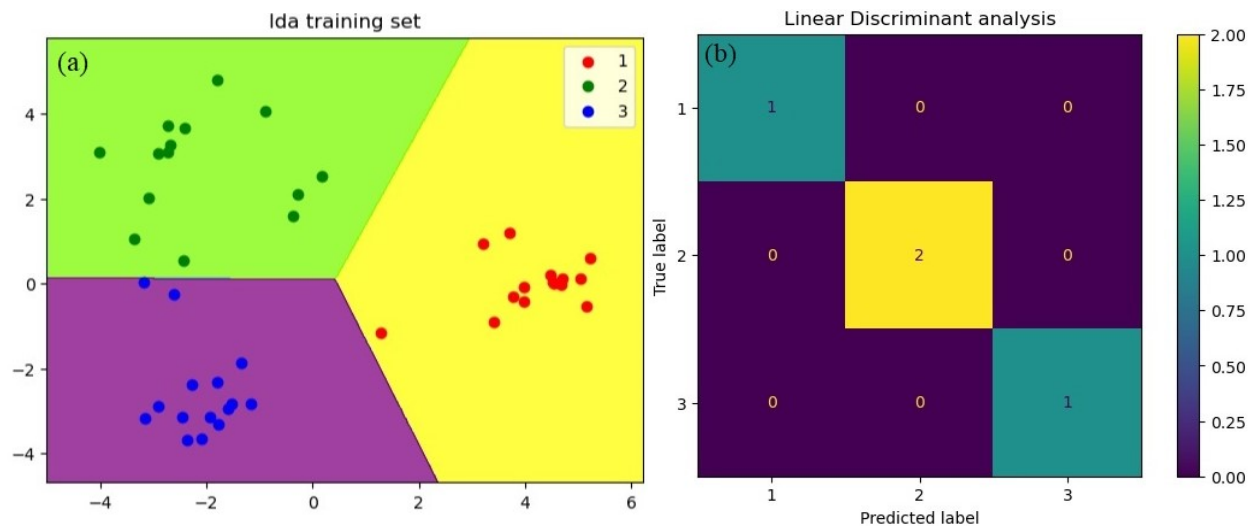 lda training set
(a)
1
2
3
4
2
0
−2
−4
−4
−2
0
2
4
6
Linear Discriminant analysis
(b)
True label
1
2
3
1 0 0
0 2 0
0 0 1
1 2 3
Predicted label
2.00
1.75
1.50
1.25
1.00
0.75
0.50
0.25
0.00